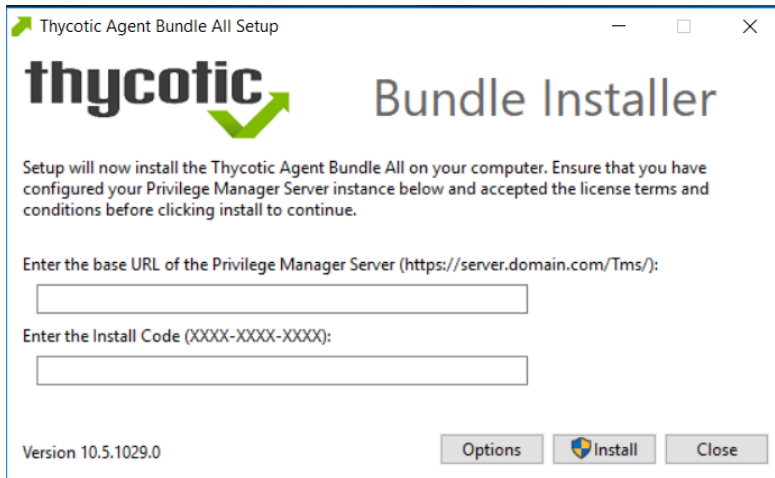 Thycotic Agent Bundle All Setup
thycotic
Bundle Installer
Setup will now install the Thycotic Agent Bundle All on your computer. Ensure that you have
configured your Privilege Manager Server instance below and accepted the license terms and
conditions before clicking install to continue.
Enter the base URL of the Privilege Manager Server (https://server.domain.com/Tms/):
Enter the Install Code (XXXX-XXXX-XXXX):
Version 10.5.1029.0
Options
Install
Close